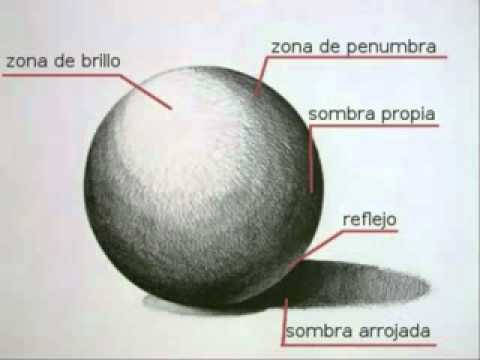 zona de penumbra
zona de brillo
sombra propia
reflejo
sombra arrojada